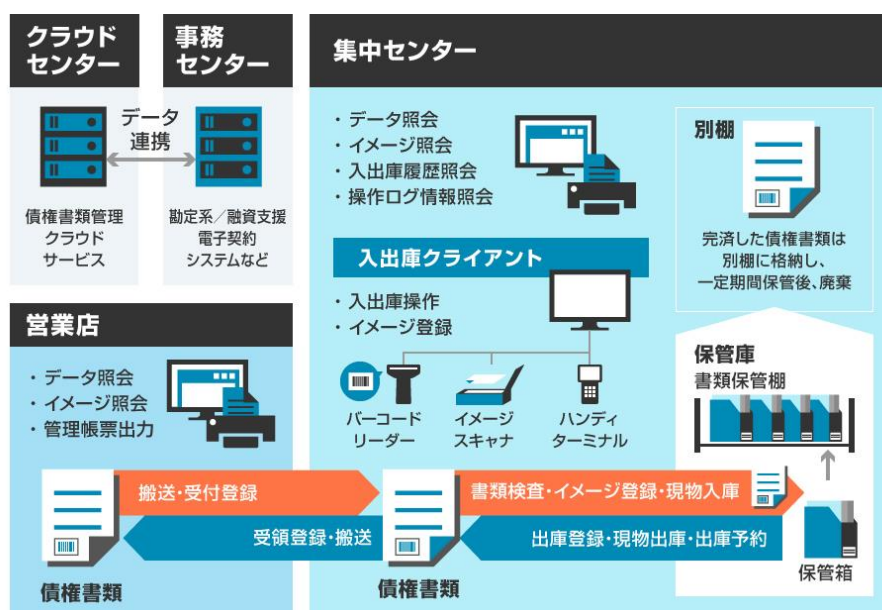 クラウド
センター
事務
センター
データ
連携
債権書類管理
クラウド
サービス
勘定系／融資支援
電子契約
システムなど
集中センター
・データ照会
・イメージ照会
・入出庫履歴照会
・操作ログ情報照会
入出庫クライアント
・入出庫操作
・イメージ登録
バーコード
リーダー
イメージ
スキャナ
ハンディ
ターミナル
別棚
完済した債権書類は
別棚に格納し、
一定期間保管後、廃棄
保管庫
書類保管棚
保管箱
営業店
・データ照会
・イメージ照会
・管理帳票出力
搬送・受付登録
受領登録・搬送
債権書類
書類検査・イメージ登録・現物入庫
出庫登録・現物出庫・出庫予約
債権書類